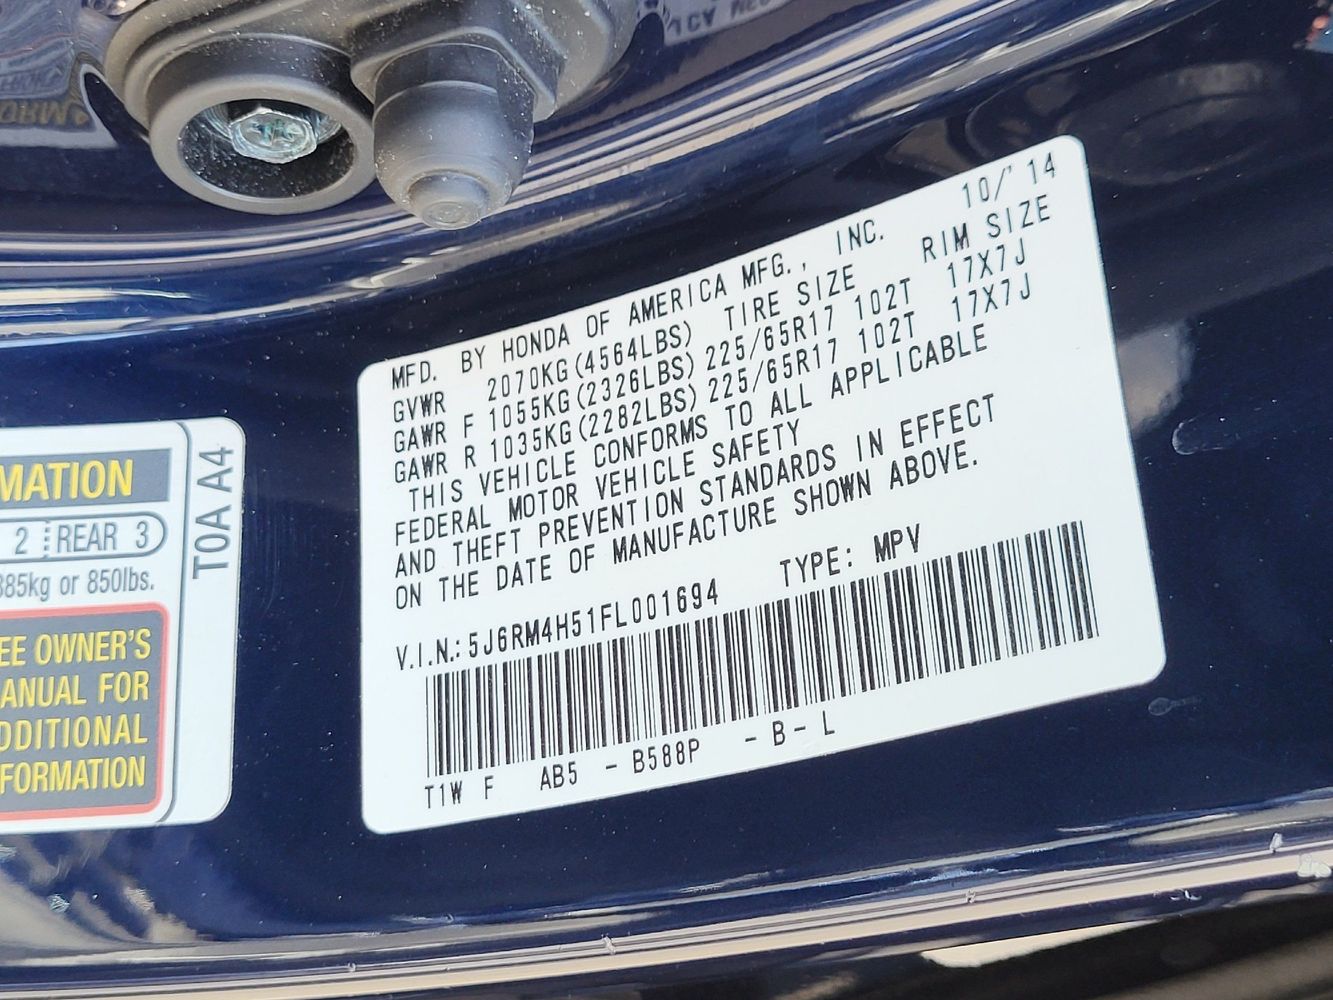 MFD. BY HONDA OF AMERICA MFG., INC. 10/'14
GVWR 2070KG(4564LBS) TIRE SIZE RIM SIZE
GAWR F 1055KG(2326LBS) 225/65R17 102T 17X7J
GAWR R 1035KG(2282LBS) 225/65R17 102T 17X7J
THIS VEHICLE CONFORMS TO ALL APPLICABLE
FEDERAL MOTOR VEHICLE SAFETY
AND THEFT PREVENTION STANDARDS IN EFFECT
ON THE DATE OF MANUFACTURE SHOWN ABOVE.
V.I.N.: 5J6RM4H51FL001694 TYPE: MPV
T1W F AB5 - B588P - B - L
MATION
2 REAR 3
385kg or 850lbs.
EE OWNER'S
ANUAL FOR
DDITIONAL
FORMATION
T0A A4